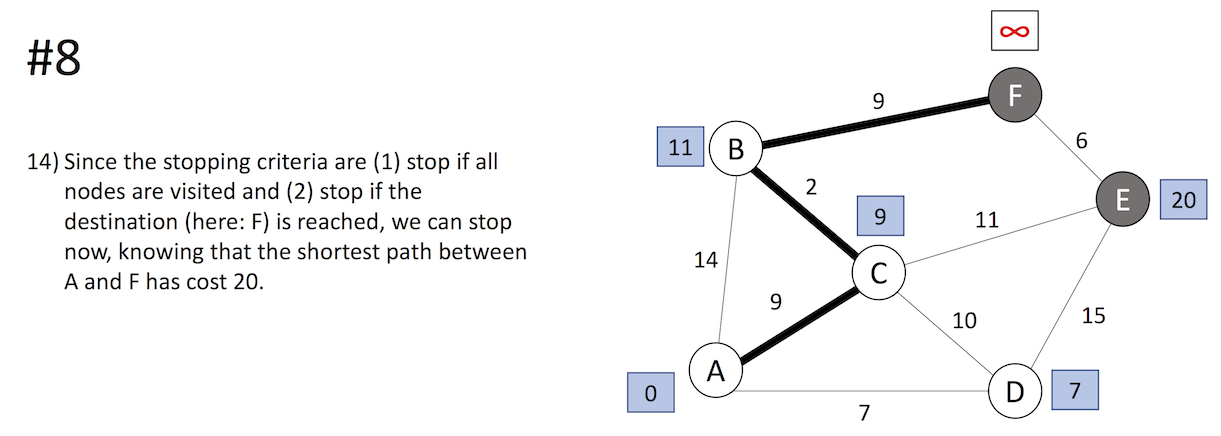 #8
14) Since the stopping criteria are (1) stop if all
nodes are visited and (2) stop if the
destination (here: F) is reached, we can stop
now, knowing that the shortest path between
A and F has cost 20.
∞
F
9
6
11
B
2
E
20
9
11
14
C
9
10
15
A
0
D
7
7